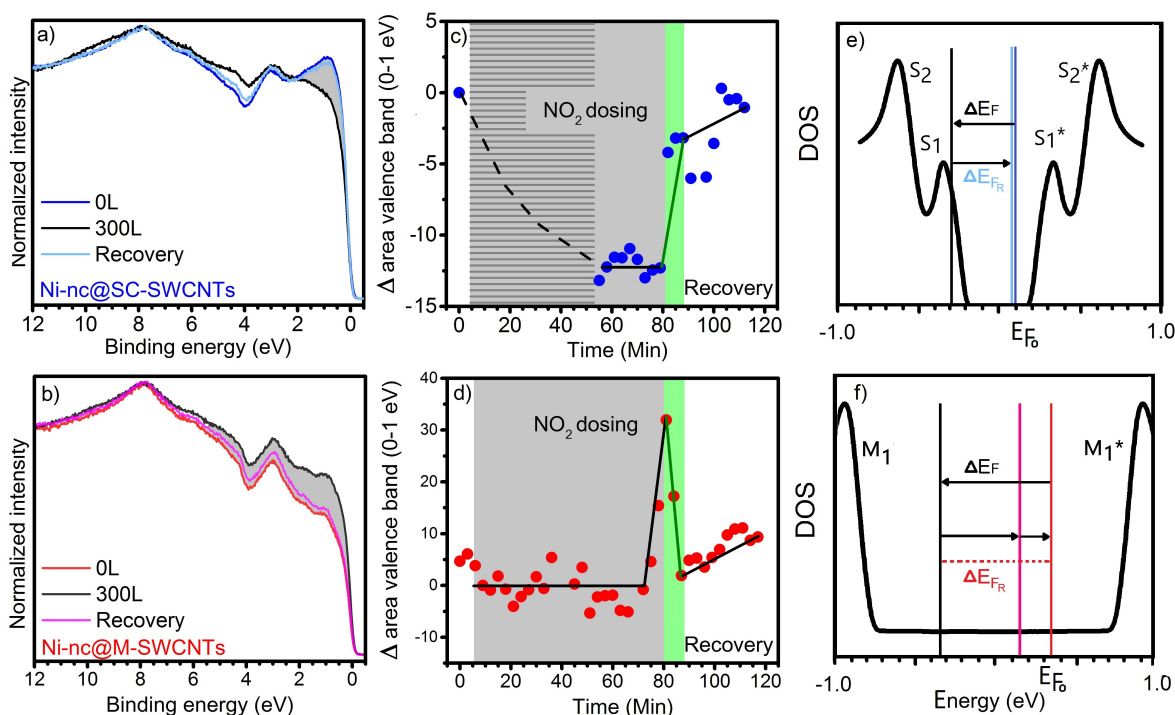 a)
Normalized intensity
0L
300L
Recovery
Ni-nc@SC-SWCNTs
12 10 8 6 4 2 0
Binding energy (eV)
c)
Δ area valence band (0-1 eV)
5
0
-5
-10
-15
NO2 dosing
Recovery
0 20 40 60 80 100 120
Time (Min)
e)
DOS
S2
S1
S2*
S1*
ΔEF
ΔEFR
-1.0 EF0 1.0
b)
Normalized intensity
0L
300L
Recovery
Ni-nc@M-SWCNTs
12 10 8 6 4 2 0
Binding energy (eV)
d)
Δ area valence band (0-1 eV)
40
30
20
10
0
-10
NO2 dosing
Recovery
0 20 40 60 80 100 120
Time (Min)
f)
DOS
M1
M1*
ΔEF
ΔEFR
EF0
-1.0 Energy (eV) 1.0